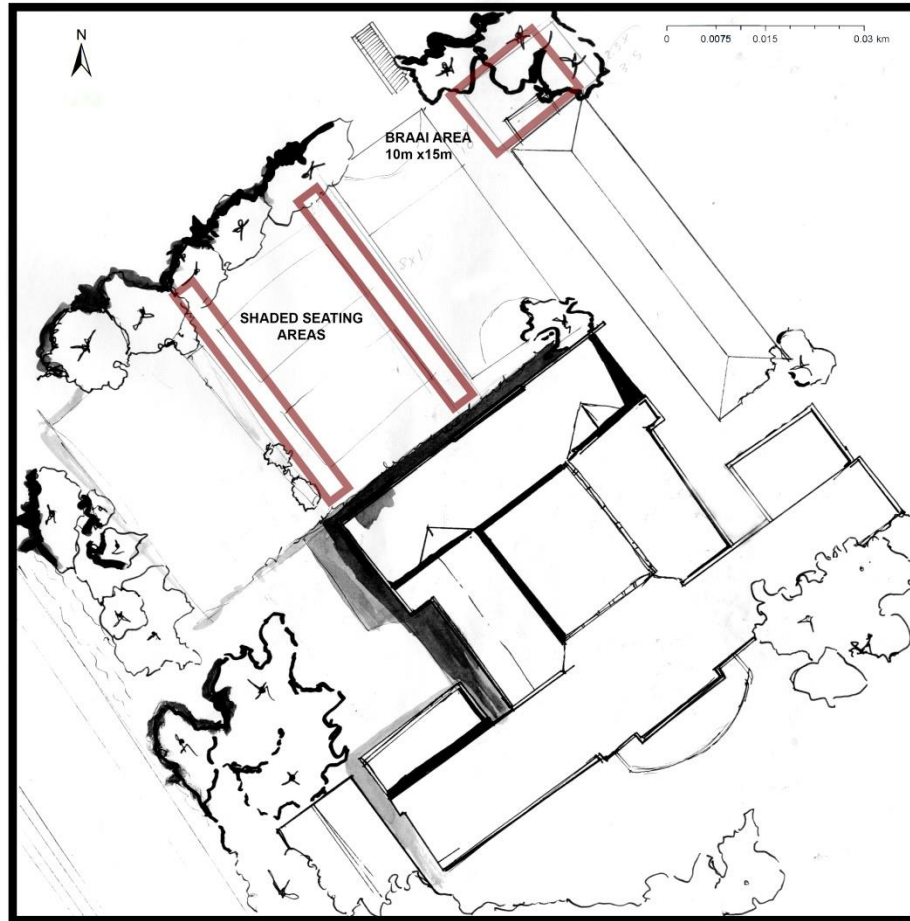 N
0 0.0075 0.015 0.03 km
BRAAI AREA
10m x15m
SHADED SEATING
AREAS